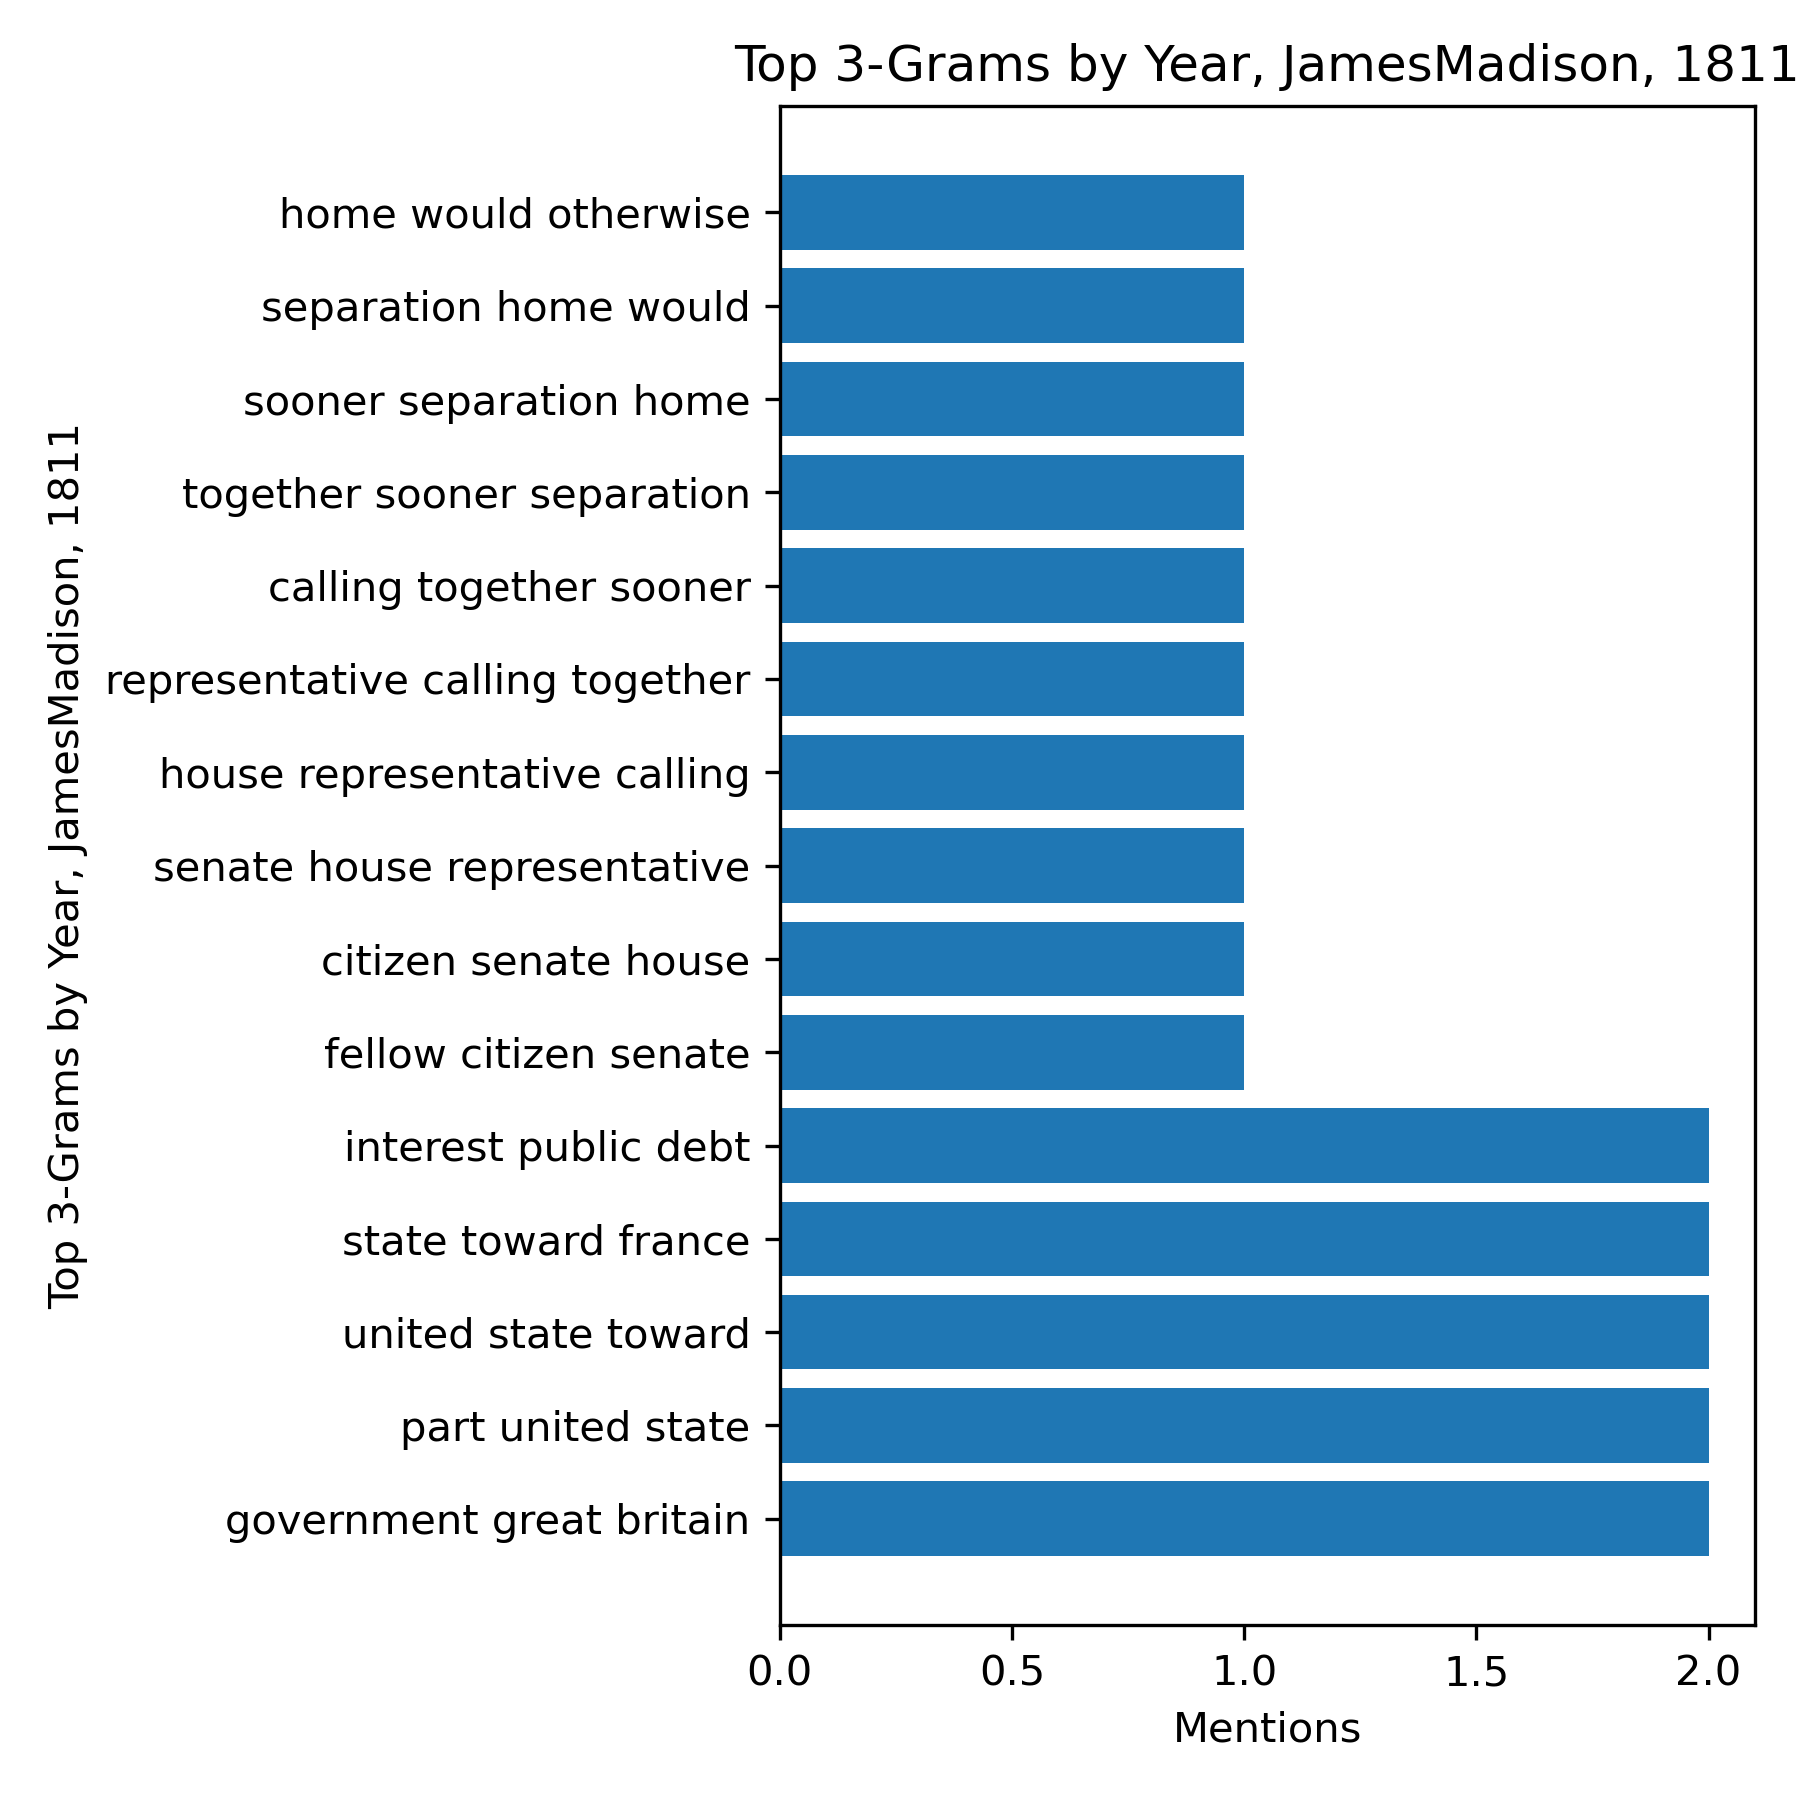 Top 3-Grams by Year, JamesMadison, 1811
Top 3-Grams by Year, JamesMadison, 1811
home would otherwise
separation home would
sooner separation home
together sooner separation
calling together sooner
representative calling together
house representative calling
senate house representative
citizen senate house
fellow citizen senate
interest public debt
state toward france
united state toward
part united state
government great britain
0.0 0.5 1.0 1.5 2.0
Mentions